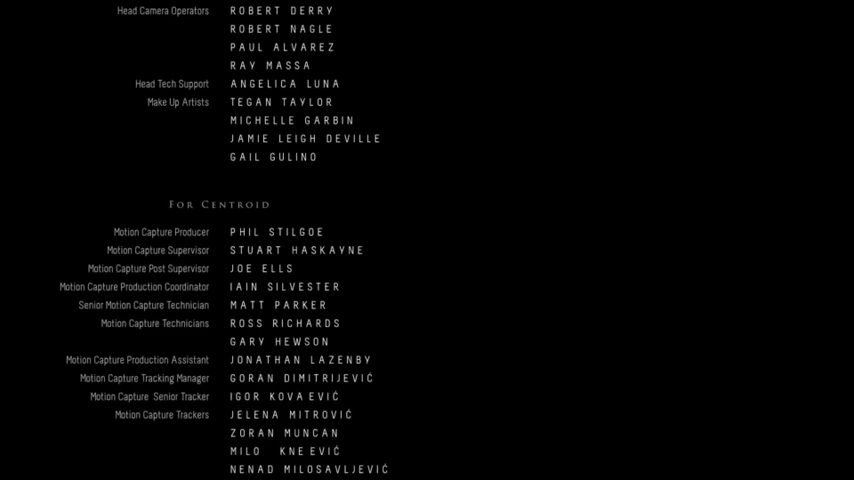 Head Camera Operators ROBERT DERRY
ROBERT NAGLE
PAUL ALVAREZ
RAY MASSA
Head Tech Support ANGELICA LUNA
Make Up Artists TEGAN TAYLOR
MICHELLE GARBIN
JAMIE LEIGH DEVILLE
GAIL GULINO
FOR CENTROID
Motion Capture Producer PHIL STILGOE
Motion Capture Supervisor STUART HASKAYNE
Motion Capture Post Supervisor JOE ELLS
Motion Capture Production Coordinator IAIN SILVESTER
Senior Motion Capture Technician MATT PARKER
Motion Capture Technicians ROSS RICHARDS
GARY HEWSON
Motion Capture Production Assistant JONATHAN LAZENBY
Motion Capture Tracking Manager GORAN DIMITRIJEVIĆ
Motion Capture Senior Tracker IGOR KOVA EVIĆ
Motion Capture Trackers JELENA MITROVIĆ
ZORAN MUNCAN
MILO KNE EVIĆ
NENAD MILOSAVLJEVIĆ